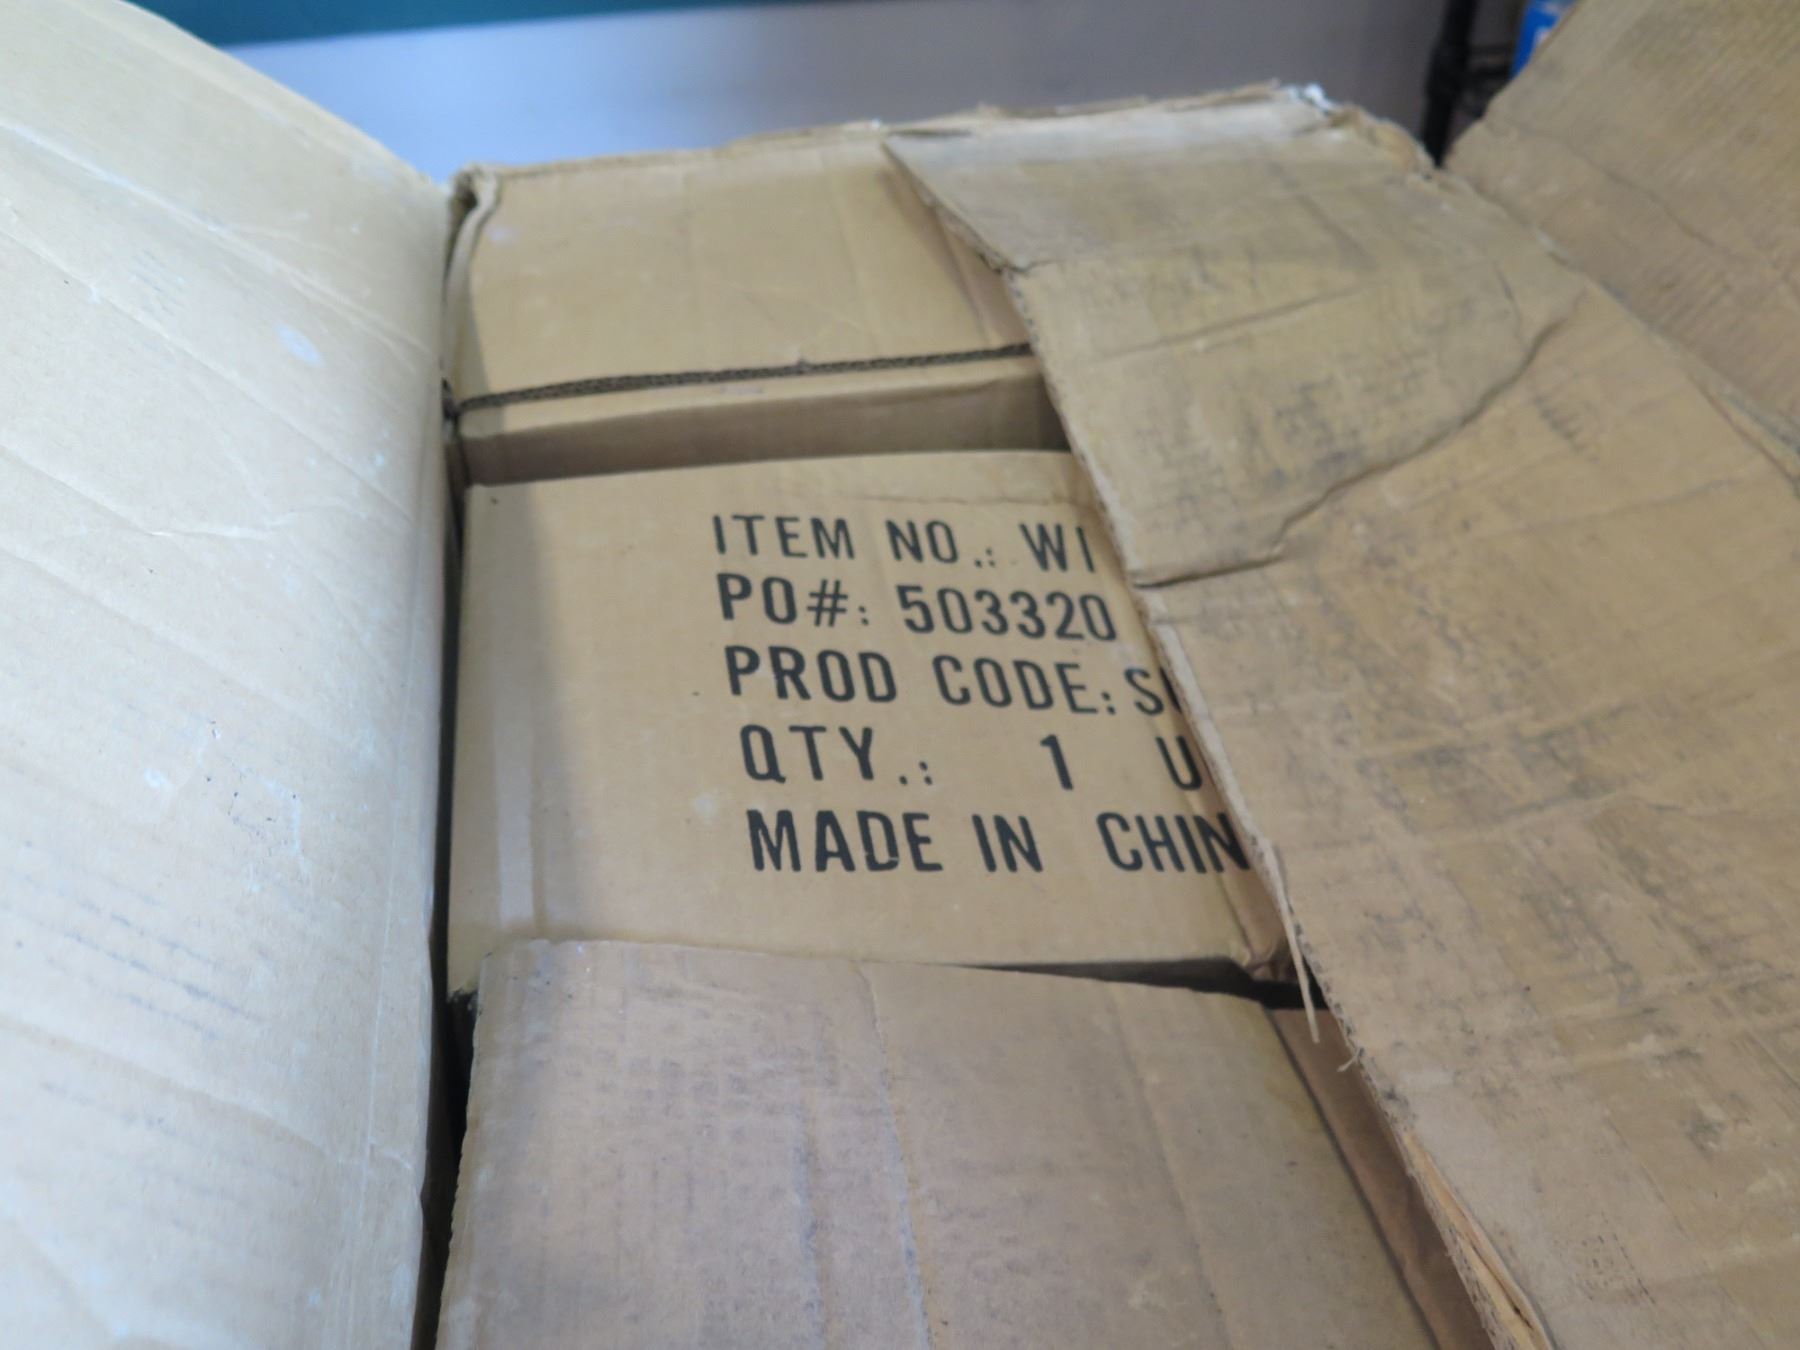 ITEM NO.: WI
PO#: 503320
PROD CODE: S
QTY.: 1 U
MADE IN CHIN